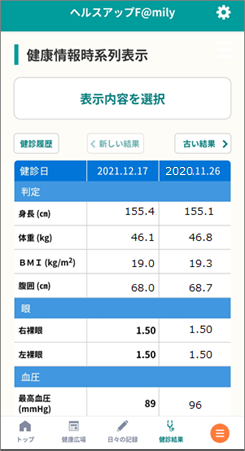 ヘルスアップF@mily
健康情報時系列表示
表示内容を選択
健診履歴 新しい結果 古い結果
健診日 2021.12.17 2020.11.26
判定
身長(㎝) 155.4 155.1
体重(kg) 46.1 46.8
ＢＭＩ(kg/m²) 19.0 19.3
腹囲(㎝) 68.0 68.7
眼
右裸眼 1.50 1.50
左裸眼 1.50 1.50
血圧
最高血圧 89 96
(mmHg)
トップ 健康広場 日々の記録 健診結果